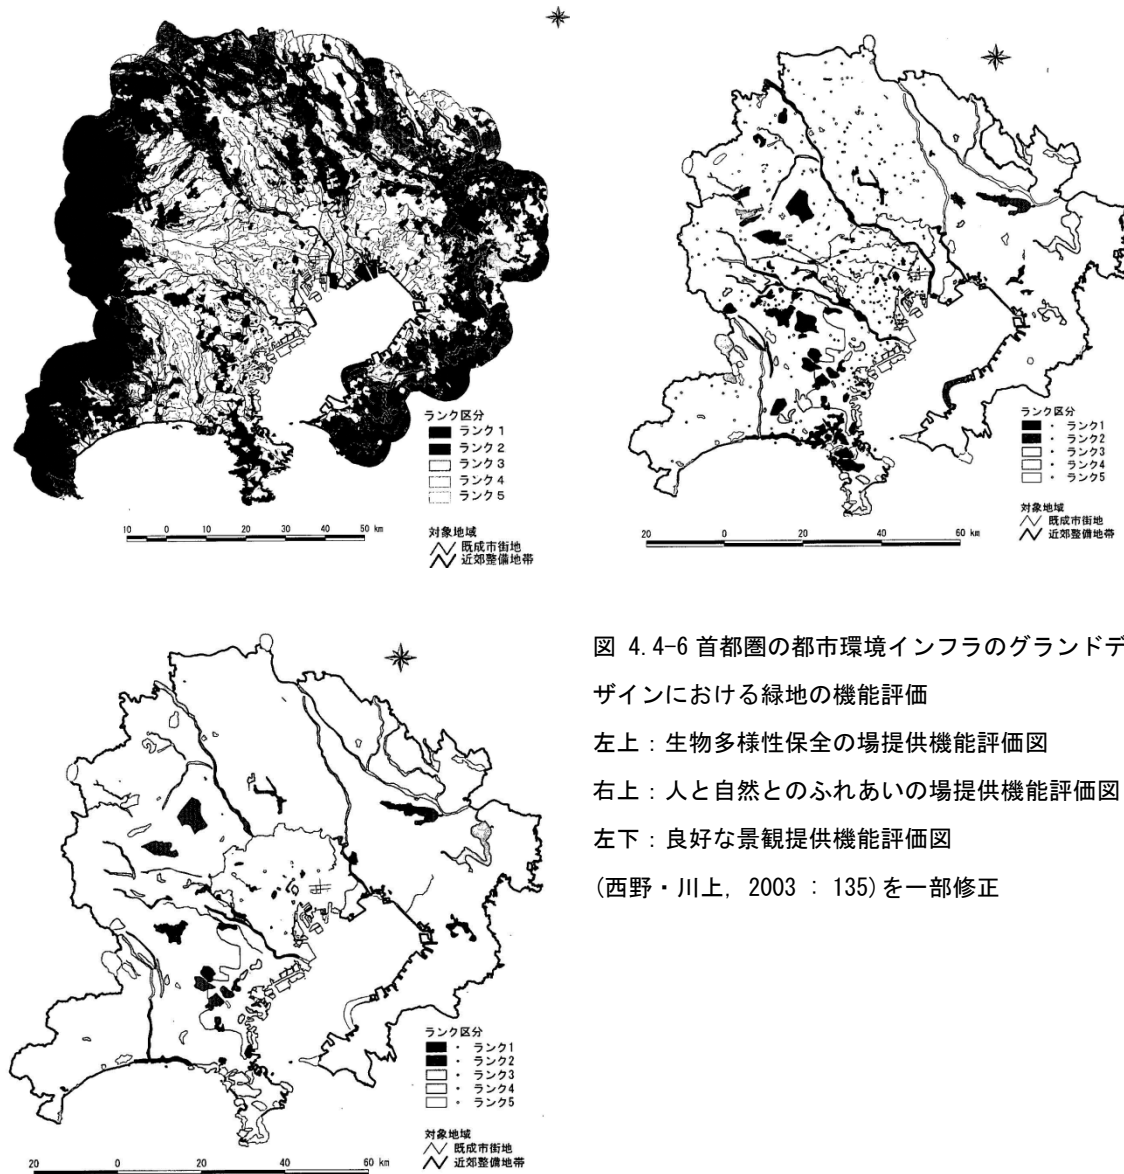 ランク区分
ランク1
ランク2
ランク3
ランク4
ランク5
10 0 10 20 30 40 50 km
対象地域
既成市街地
近郊整備地帯
ランク区分
・ ランク1
・ ランク2
・ ランク3
・ ランク4
・ ランク5
対象地域
既成市街地
近郊整備地帯
20 0 20 40 60 km
図 4.4-6 首都圏の都市環境インフラのグランドデ
ザインにおける緑地の機能評価
左上：生物多様性保全の場提供機能評価図
右上：人と自然とのふれあいの場提供機能評価図
左下：良好な景観提供機能評価図
(西野・川上, 2003 : 135)を一部修正
ランク区分
・ ランク1
・ ランク2
・ ランク3
・ ランク4
・ ランク5
対象地域
既成市街地
近郊整備地帯
20 0 20 40 60 km